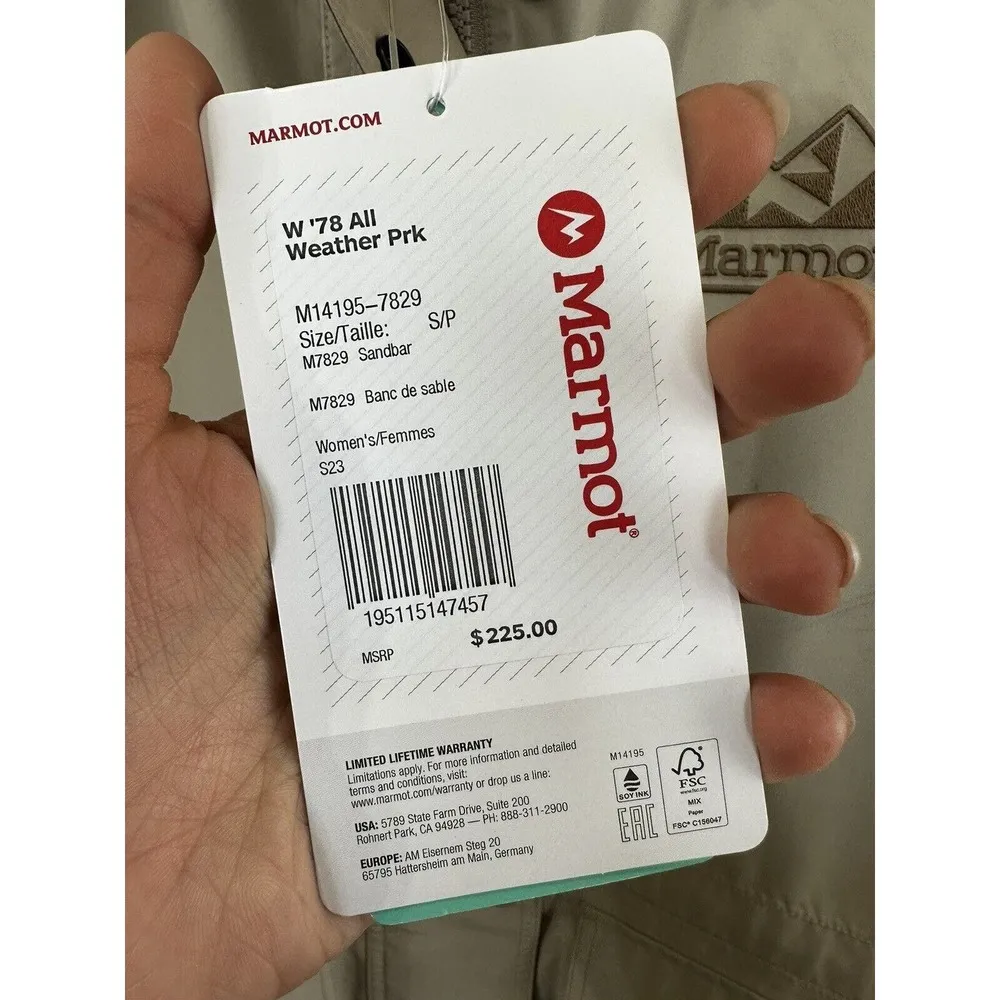 MARMOT.COM
W '78 All
Weather Prk
M14195-7829
Size/Taille: S/P
M7829 Sandbar
M7829 Banc de sable
Women's/Femmes
S23
195115147457
MSRP $225.00
Marmot®
LIMITED LIFETIME WARRANTY
Limitations apply. For more information and detailed
terms and conditions, visit:
www.marmot.com/warranty or drop us a line:
USA: 5789 State Farm Drive, Suite 200
Rohnert Park, CA 94928 — PH: 888-311-2900
EUROPE: AM Eisernem Steg 20
65795 Hattersheim am Main, Germany
M14195
SOY INK
EAC
FSC
www.fsc.org
MIX
Paper
FSC® C156047
Marmot